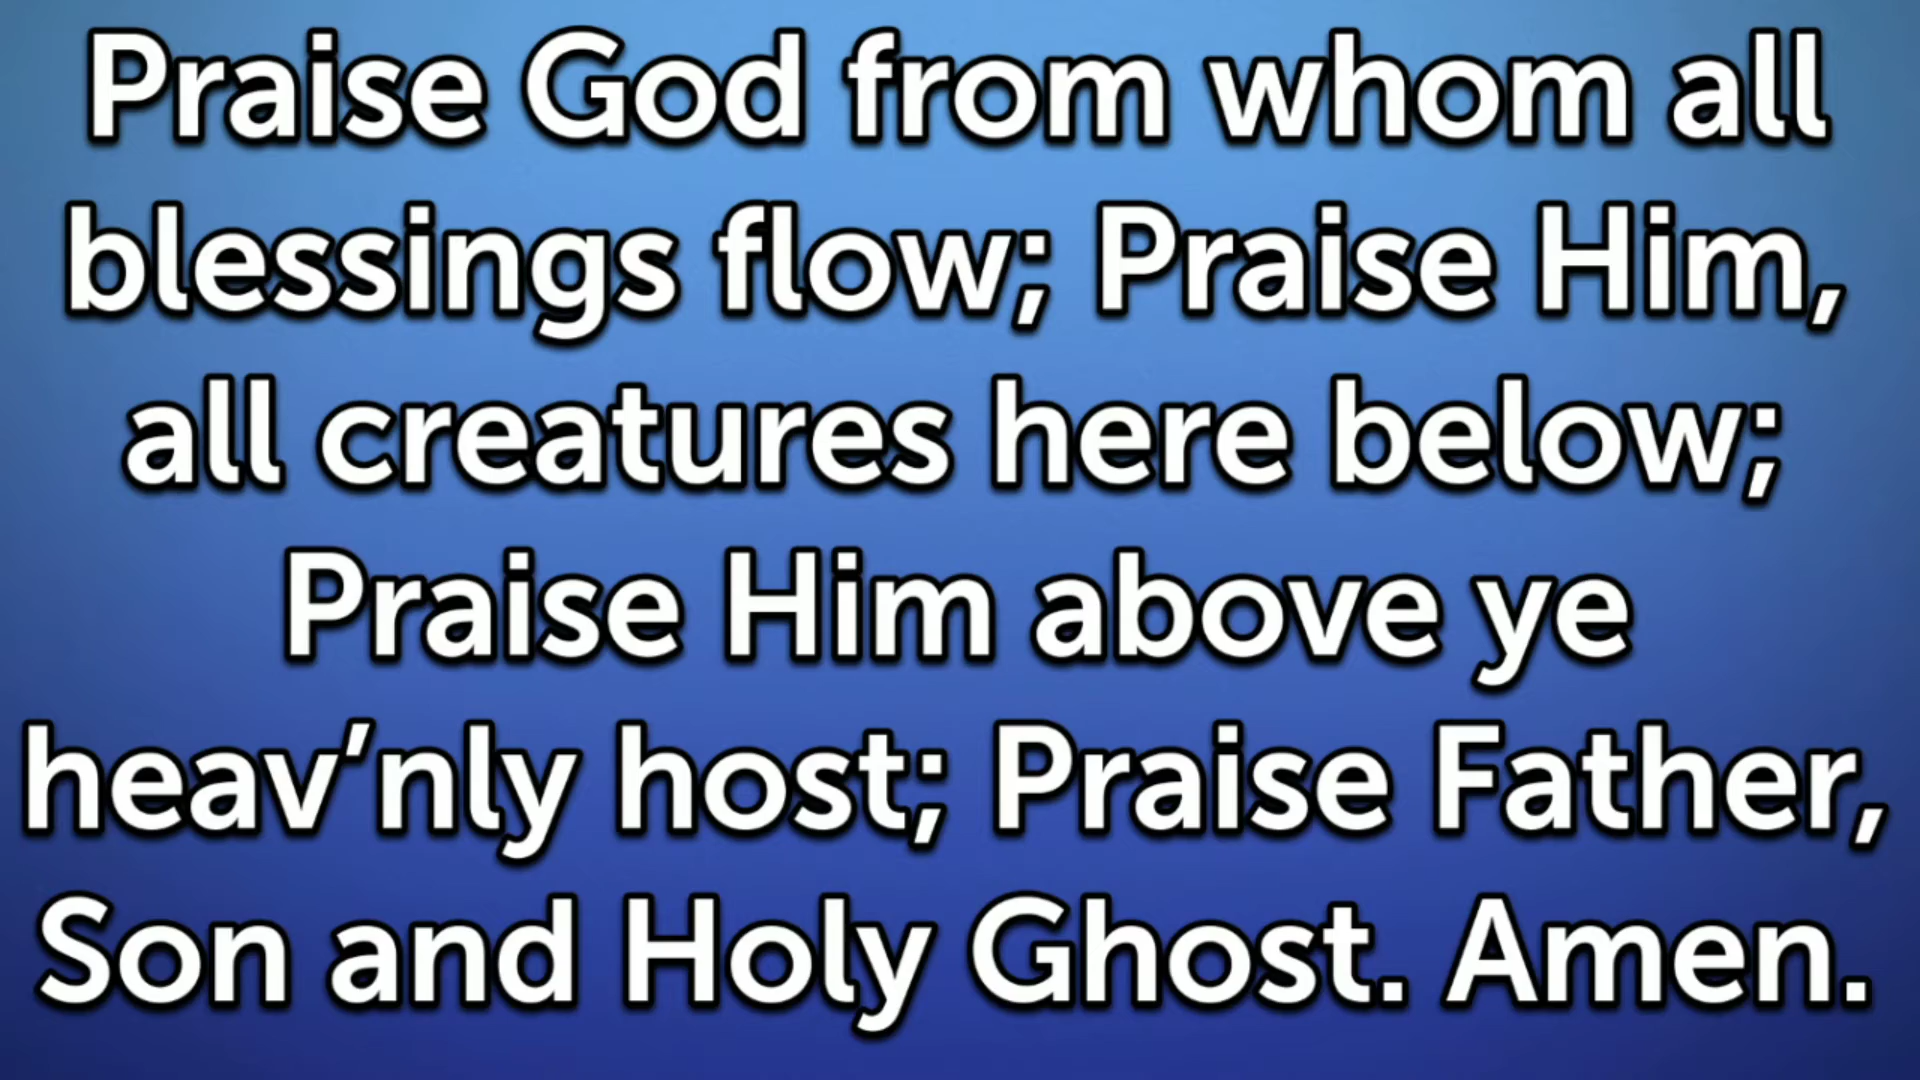 Praise God from whom all
blessings flow; Praise Him,
all creatures here below;
Praise Him above ye
heav’nly host; Praise Father,
Son and Holy Ghost. Amen.